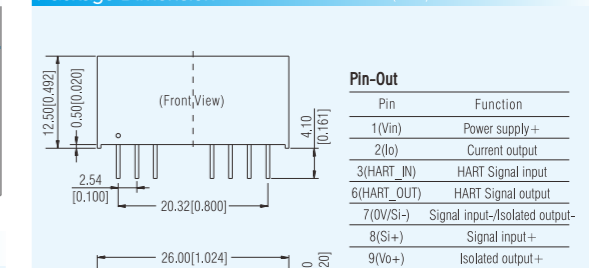 12.50[0.492]
0.50[0.020]
(Front View)
4.10
[0.161]
2.54
[0.100]
20.32[0.800]
26.00[1.024]
Pin-Out
Pin Function
1(Vin) Power supply+
2(Io) Current output
3(HART_IN) HART Signal input
6(HART_OUT) HART Signal output
7(0V/Si-) Signal input-/Isolated output-
8(Si+) Signal input+
9(Vo+) Isolated output+